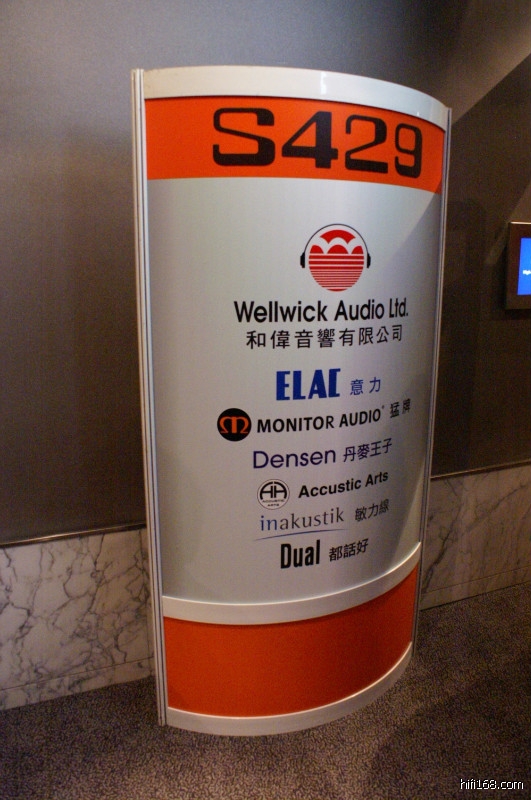 S429
Wellwick Audio Ltd.
和偉音響有限公司
ELAC 意力
MONITOR AUDIO® 猛牌
Densen 丹麥王子
Accustic Arts
inakustik 敏力線
Dual 都話好
hifi168.com